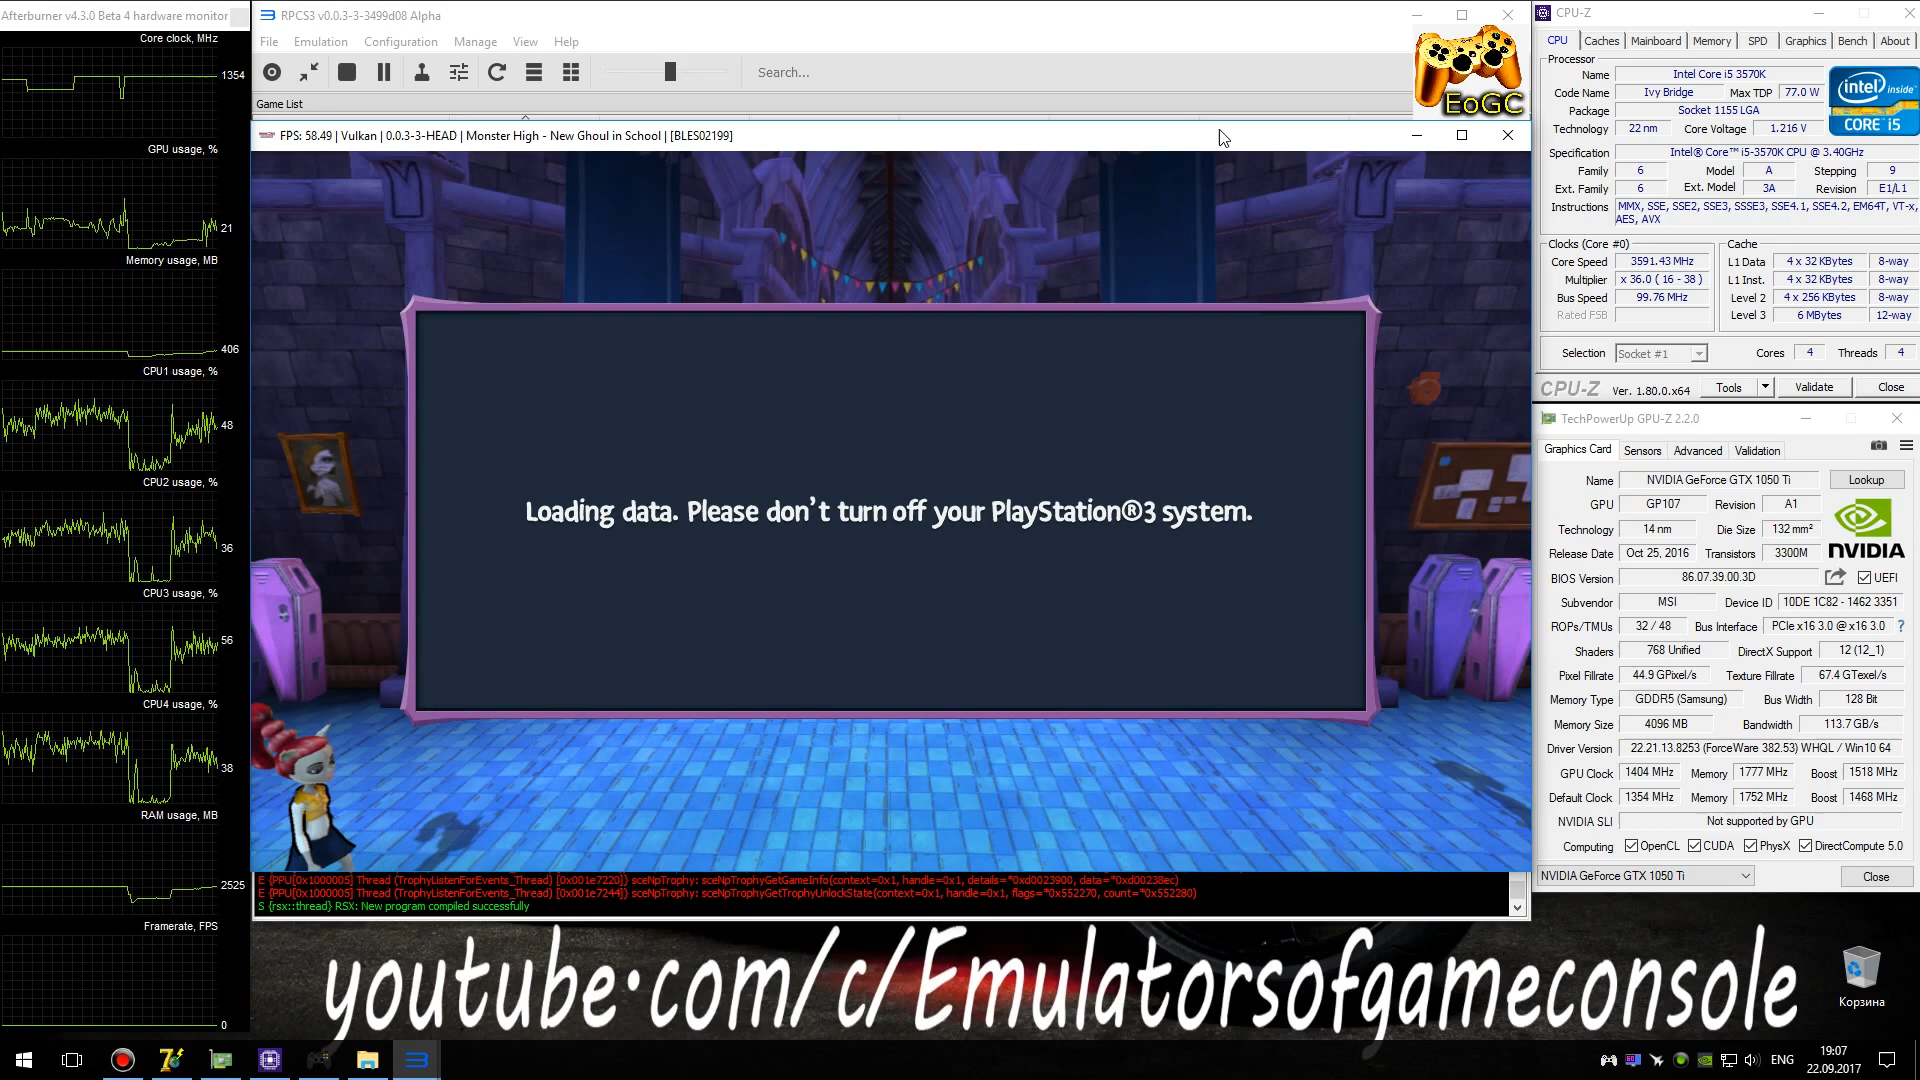 Afterburner v4.3.0 Beta 4 hardware monitor
Core clock, MHz
1354
GPU usage, %
21
Memory usage, MB
406
CPU1 usage, %
48
CPU2 usage, %
36
CPU3 usage, %
56
CPU4 usage, %
38
RAM usage, MB
2525
Framerate, FPS
0
RPCS3 v0.0.3-3-3499d08 Alpha
File Emulation Configuration Manage View Help
Search...
EoGC
Game List
FPS: 58.49 | Vulkan | 0.0.3-3-HEAD | Monster High - New Ghoul in School | [BLES02199]
Loading data. Please don't turn off your PlayStation®3 system.
E {PPU[0x1000005] Thread (TrophyListenForEvents_Thread) [0x001e7220]} sceNpTrophy: sceNpTrophyGetGameInfo(context=0x1, handle=0x1, details=*0xd0023900, data=*0xd00238ec)
E {PPU[0x1000005] Thread (TrophyListenForEvents_Thread) [0x001e7244]} sceNpTrophy: sceNpTrophyGetTrophyUnlockState(context=0x1, handle=0x1, flags=*0x552270, count=*0x552280)
S {rsx::thread} RSX: New program compiled successfully
CPU-Z
CPU Caches Mainboard Memory SPD Graphics Bench About
Processor
Name Intel Core i5 3570K
Code Name Ivy Bridge Max TDP 77.0 W
Package Socket 1155 LGA
Technology 22 nm Core Voltage 1.216 V
intel inside™
CORE i5
Specification Intel® Core™ i5-3570K CPU @ 3.40GHz
Family 6 Model A Stepping 9
Ext. Family 6 Ext. Model 3A Revision E1/L1
Instructions MMX, SSE, SSE2, SSE3, SSSE3, SSE4.1, SSE4.2, EM64T, VT-x,
AES, AVX
Clocks (Core #0)
Core Speed 3591.43 MHz
Multiplier x 36.0 ( 16 - 38 )
Bus Speed 99.76 MHz
Rated FSB
Cache
L1 Data 4 x 32 KBytes 8-way
L1 Inst. 4 x 32 KBytes 8-way
Level 2 4 x 256 KBytes 8-way
Level 3 6 MBytes 12-way
Selection Socket #1 Cores 4 Threads 4
CPU-Z Ver. 1.80.0.x64 Tools Validate Close
TechPowerUp GPU-Z 2.2.0
Graphics Card Sensors Advanced Validation
Name NVIDIA GeForce GTX 1050 Ti Lookup
GPU GP107 Revision A1
Technology 14 nm Die Size 132 mm²
Release Date Oct 25, 2016 Transistors 3300M
NVIDIA
BIOS Version 86.07.39.00.3D UEFI
Subvendor MSI Device ID 10DE 1C82 - 1462 3351
ROPs/TMUs 32 / 48 Bus Interface PCIe x16 3.0 @ x16 3.0 ?
Shaders 768 Unified DirectX Support 12 (12_1)
Pixel Fillrate 44.9 GPixel/s Texture Fillrate 67.4 GTexel/s
Memory Type GDDR5 (Samsung) Bus Width 128 Bit
Memory Size 4096 MB Bandwidth 113.7 GB/s
Driver Version 22.21.13.8253 (ForceWare 382.53) WHQL / Win10 64
GPU Clock 1404 MHz Memory 1777 MHz Boost 1518 MHz
Default Clock 1354 MHz Memory 1752 MHz Boost 1468 MHz
NVIDIA SLI Not supported by GPU
Computing OpenCL CUDA PhysX DirectCompute 5.0
NVIDIA GeForce GTX 1050 Ti Close
youtube.com/c/Emulatorsofgameconsole
Корзина
60
ENG
19:07
22.09.2017